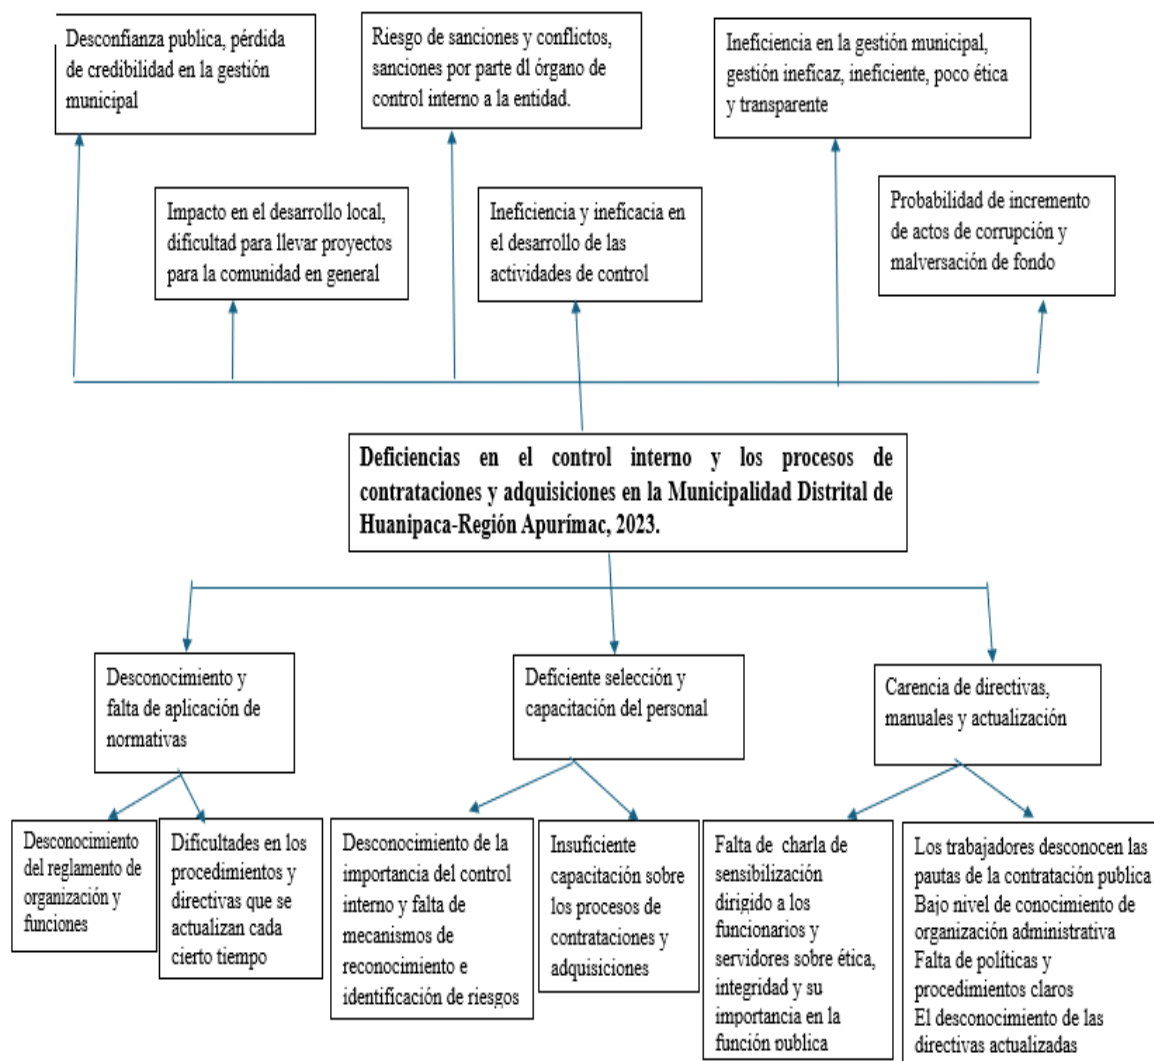 Desconfianza publica, pérdida
de credibilidad en la gestión
municipal
Riesgo de sanciones y conflictos,
sanciones por parte dl órgano de
control interno a la entidad.
Ineficiencia en la gestión municipal,
gestión ineficaz, ineficiente, poco ética
y transparente
Impacto en el desarrollo local,
dificultad para llevar proyectos
para la comunidad en general
Ineficiencia y ineficacia en
el desarrollo de las
actividades de control
Probabilidad de incremento
de actos de corrupción y
malversación de fondo
Deficiencias en el control interno y los procesos de
contrataciones y adquisiciones en la Municipalidad Distrital de
Huanipaca-Región Apurímac, 2023.
Desconocimiento y
falta de aplicación de
normativas
Deficiente selección y
capacitación del personal
Carencia de directivas,
manuales y actualización
Desconocimiento
del reglamento de
organización y
funciones
Dificultades en los
procedimientos y
directivas que se
actualizan cada
cierto tiempo
Desconocimiento de la
importancia del control
interno y falta de
mecanismos de
reconocimiento e
identificación de riesgos
Insuficiente
capacitación sobre
los procesos de
contrataciones y
adquisiciones
Falta de charla de
sensibilización
dirigido a los
funcionarios y
servidores sobre ética,
integridad y su
importancia en la
función publica
Los trabajadores desconocen las
pautas de la contratación publica
Bajo nivel de conocimiento de
organización administrativa
Falta de políticas y
procedimientos claros
El desconocimiento de las
directivas actualizadas